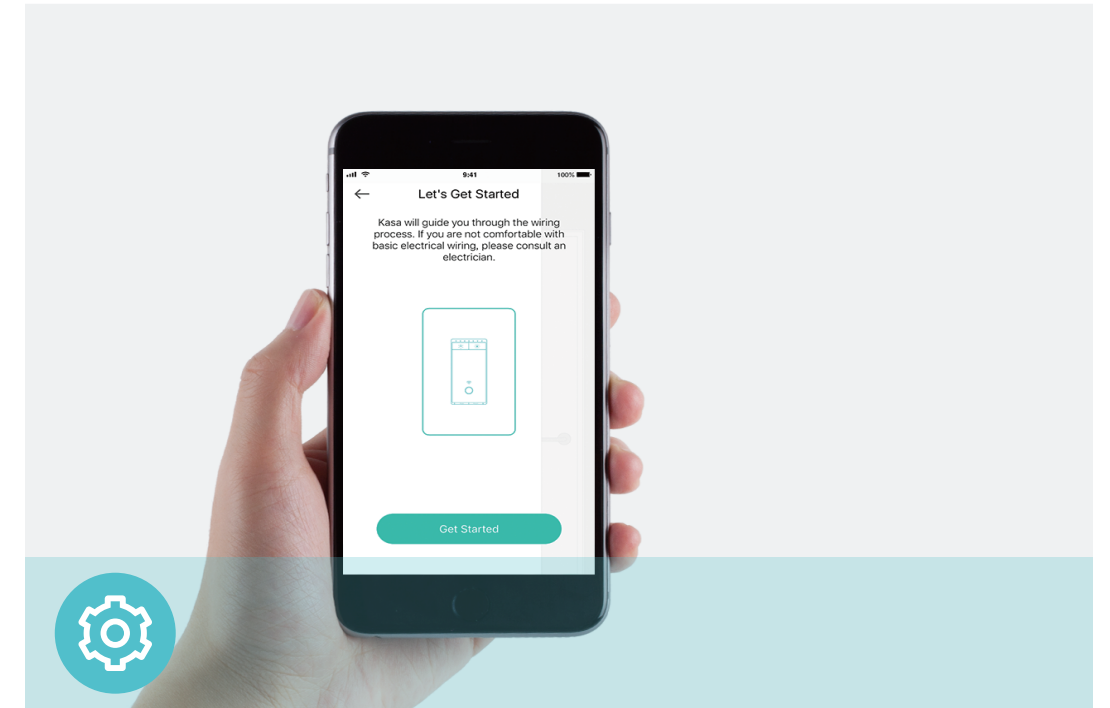 9:41
100%
Let's Get Started
Kasa will guide you through the wiring
process. If you are not comfortable with
basic electrical wiring, please consult an
electrician.
Get Started